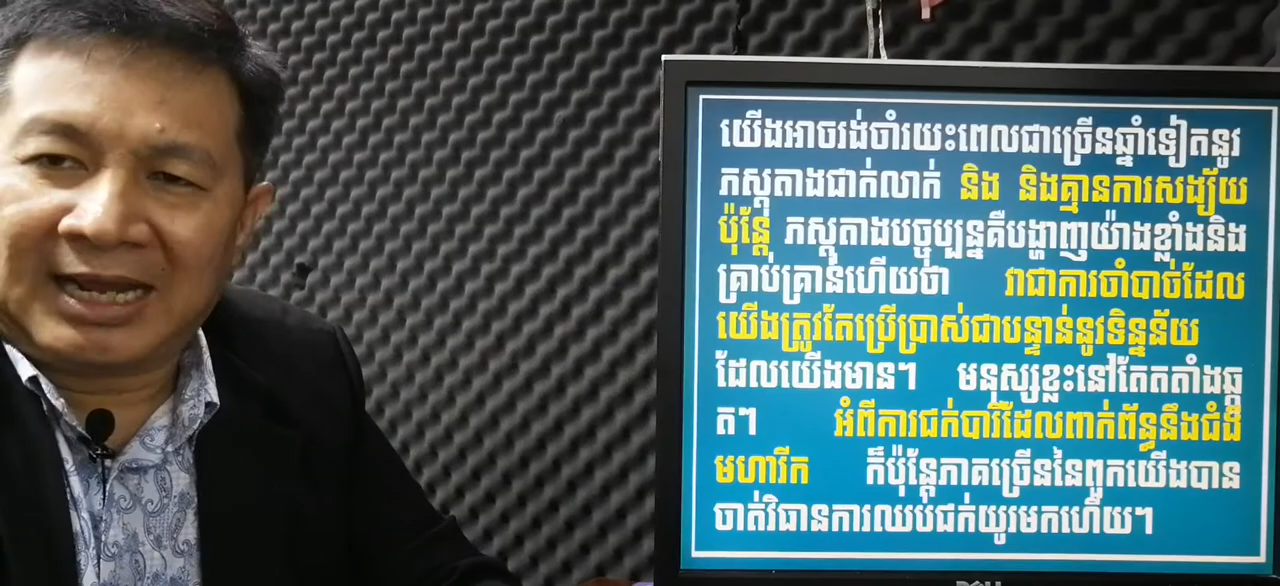 យើងអាចរង់ចាំរយៈពេលជាច្រើនឆ្នាំទៀតនូវ
ភស្តុតាងជាក់លាក់ និង និងគ្មានការសង្ស័យ
ប៉ុន្តែ ភស្តុតាងបច្ចុប្បន្នគឺបង្ហាញយ៉ាងខ្លាំងនិង
គ្រាប់គ្រាន់ហើយថា វាជាការចាំបាច់ដែល
យើងត្រូវតែប្រើប្រាស់ជាបន្ទាន់នូវទិន្នន័យ
ដែលយើងមាន។ មនុស្សខ្លះនៅតែតតាំងឆ្កួ
ត។ អំពីការជក់បារីដែលពាក់ព័ន្ធនឹងជំងឺ
មហារីក ក៏ប៉ុន្តែភាគច្រើននៃពួកយើងបាន
ចាត់វិធានការឈប់ជក់យូរមកហើយ។